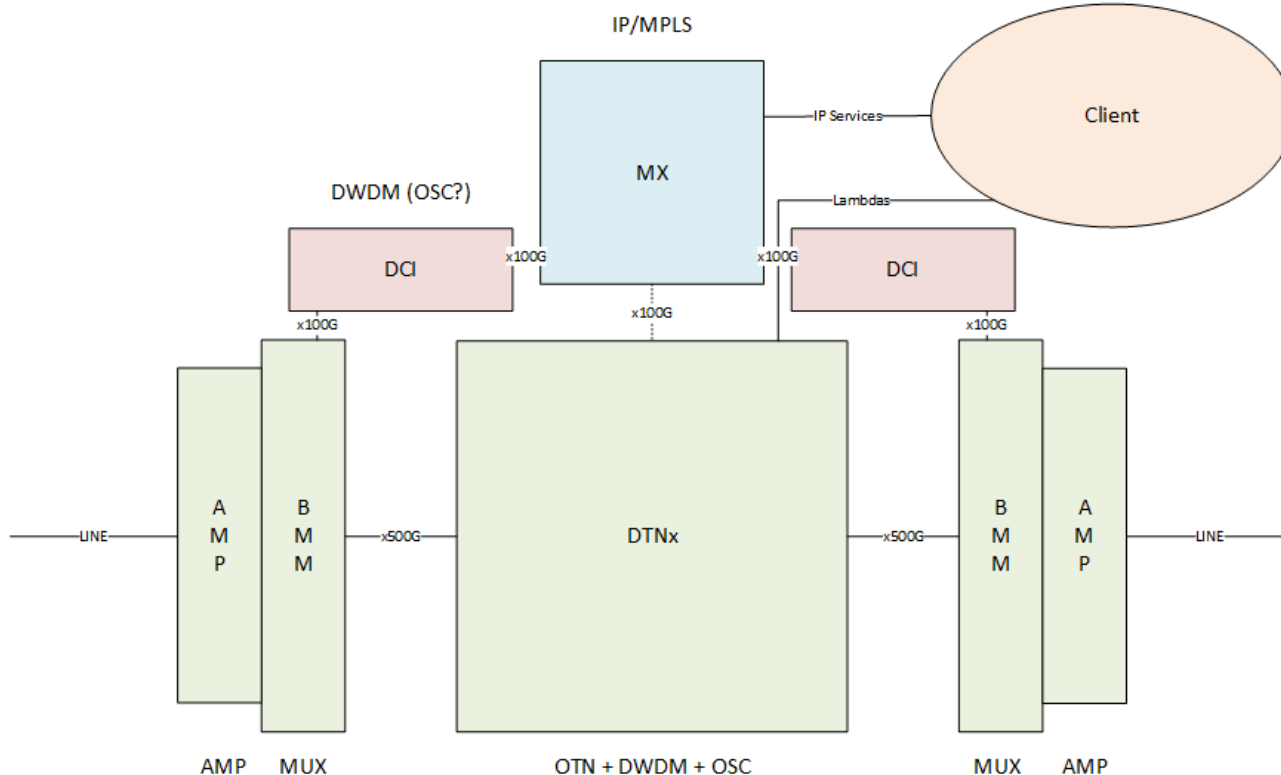 IP/MPLS
IP Services
Client
MX
DWDM (OSC?)
Lambdas
x100G
x100G
DCI
DCI
x100G
x100G
x100G
A
M
P
B
M
M
LINE
x500G
DTNx
x500G
B
M
M
A
M
P
LINE
AMP
MUX
OTN + DWDM + OSC
MUX
AMP